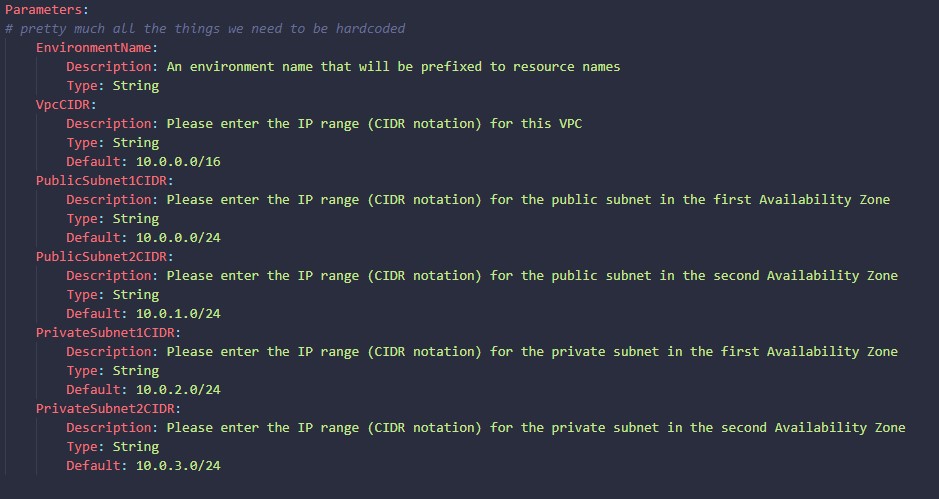 Parameters:
# pretty much all the things we need to be hardcoded
    EnvironmentName:
        Description: An environment name that will be prefixed to resource names
        Type: String
    VpcCIDR:
        Description: Please enter the IP range (CIDR notation) for this VPC
        Type: String
        Default: 10.0.0.0/16
    PublicSubnet1CIDR:
        Description: Please enter the IP range (CIDR notation) for the public subnet in the first Availability Zone
        Type: String
        Default: 10.0.0.0/24
    PublicSubnet2CIDR:
        Description: Please enter the IP range (CIDR notation) for the public subnet in the second Availability Zone
        Type: String
        Default: 10.0.1.0/24
    PrivateSubnet1CIDR:
        Description: Please enter the IP range (CIDR notation) for the private subnet in the first Availability Zone
        Type: String
        Default: 10.0.2.0/24
    PrivateSubnet2CIDR:
        Description: Please enter the IP range (CIDR notation) for the private subnet in the second Availability Zone
        Type: String
        Default: 10.0.3.0/24